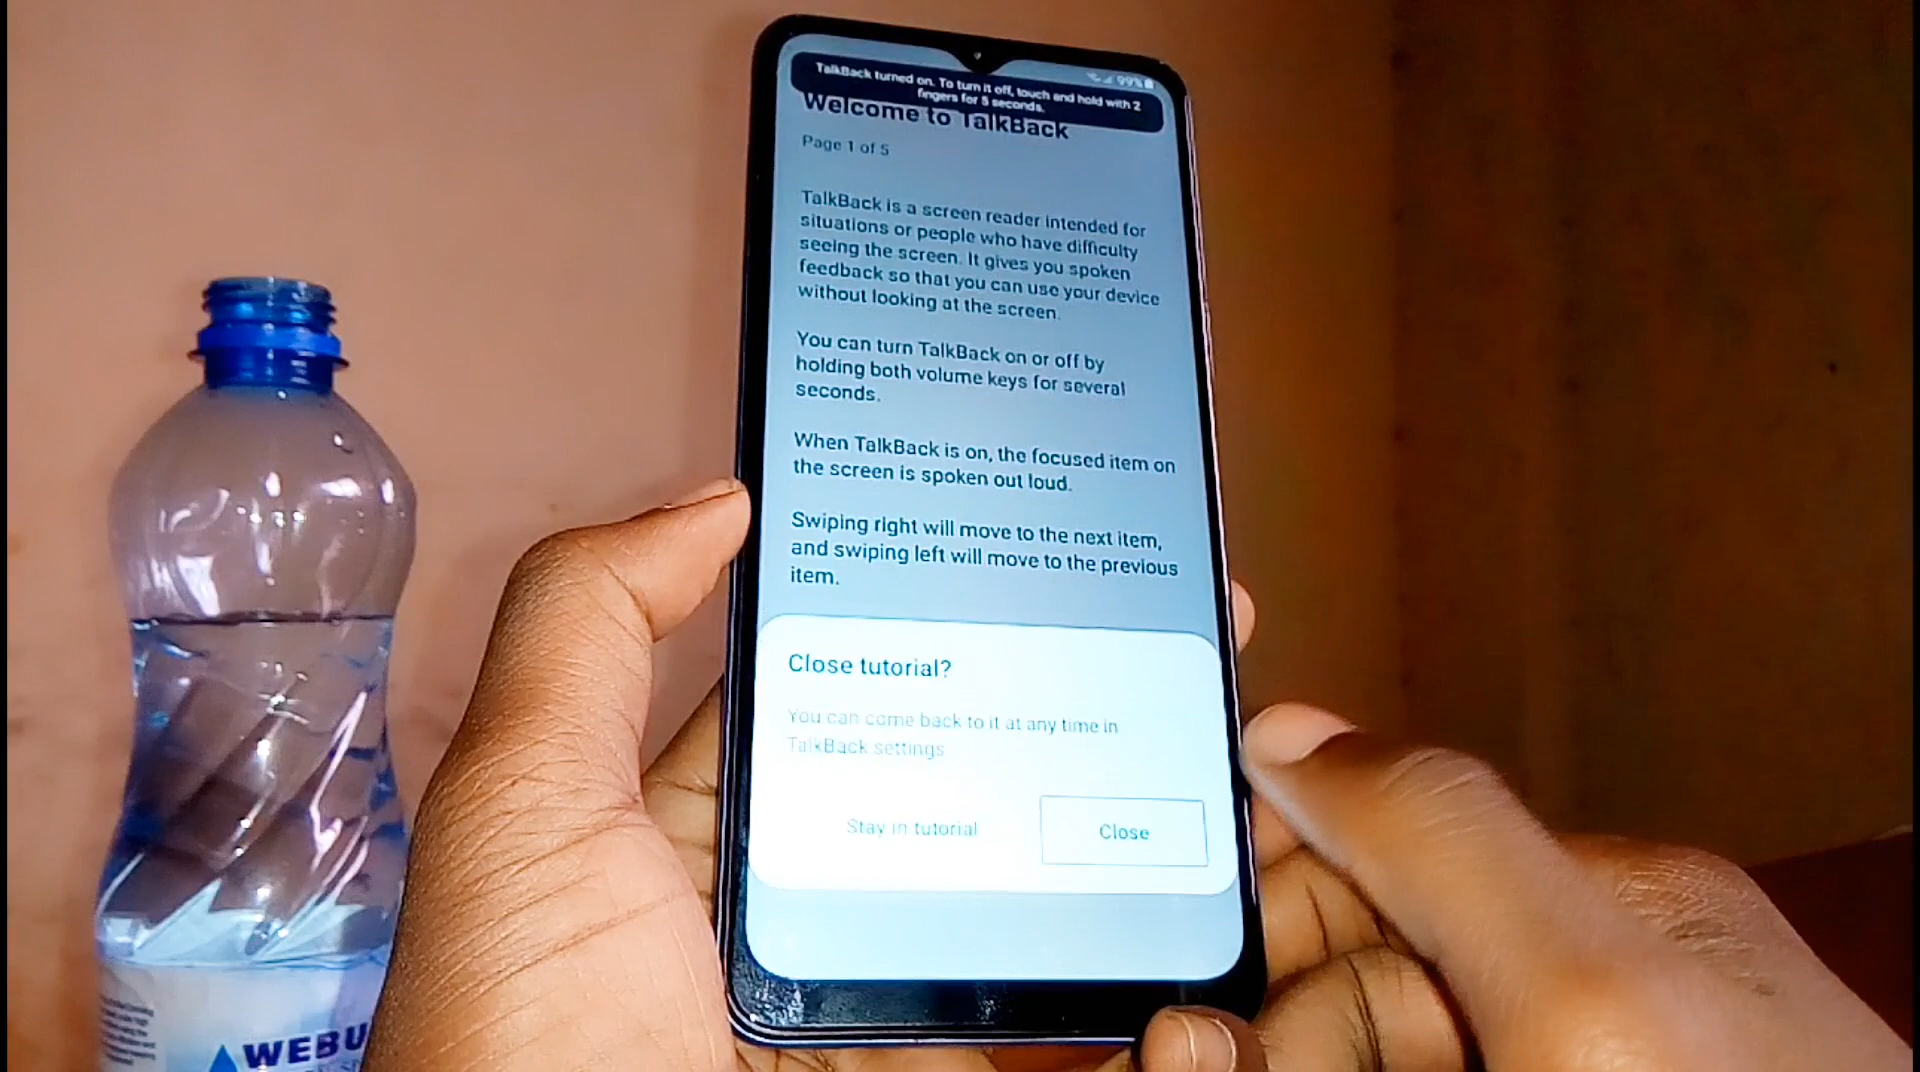 99%
TalkBack turned on. To turn it off, touch and hold with 2
fingers for 5 seconds.
Welcome to TalkBack
Page 1 of 5
TalkBack is a screen reader intended for
situations or people who have difficulty
seeing the screen. It gives you spoken
feedback so that you can use your device
without looking at the screen.
You can turn TalkBack on or off by
holding both volume keys for several
seconds.
When TalkBack is on, the focused item on
the screen is spoken out loud.
Swiping right will move to the next item,
and swiping left will move to the previous
item.
Close tutorial?
You can come back to it at any time in
TalkBack settings
Stay in tutorial
Close
WEBU